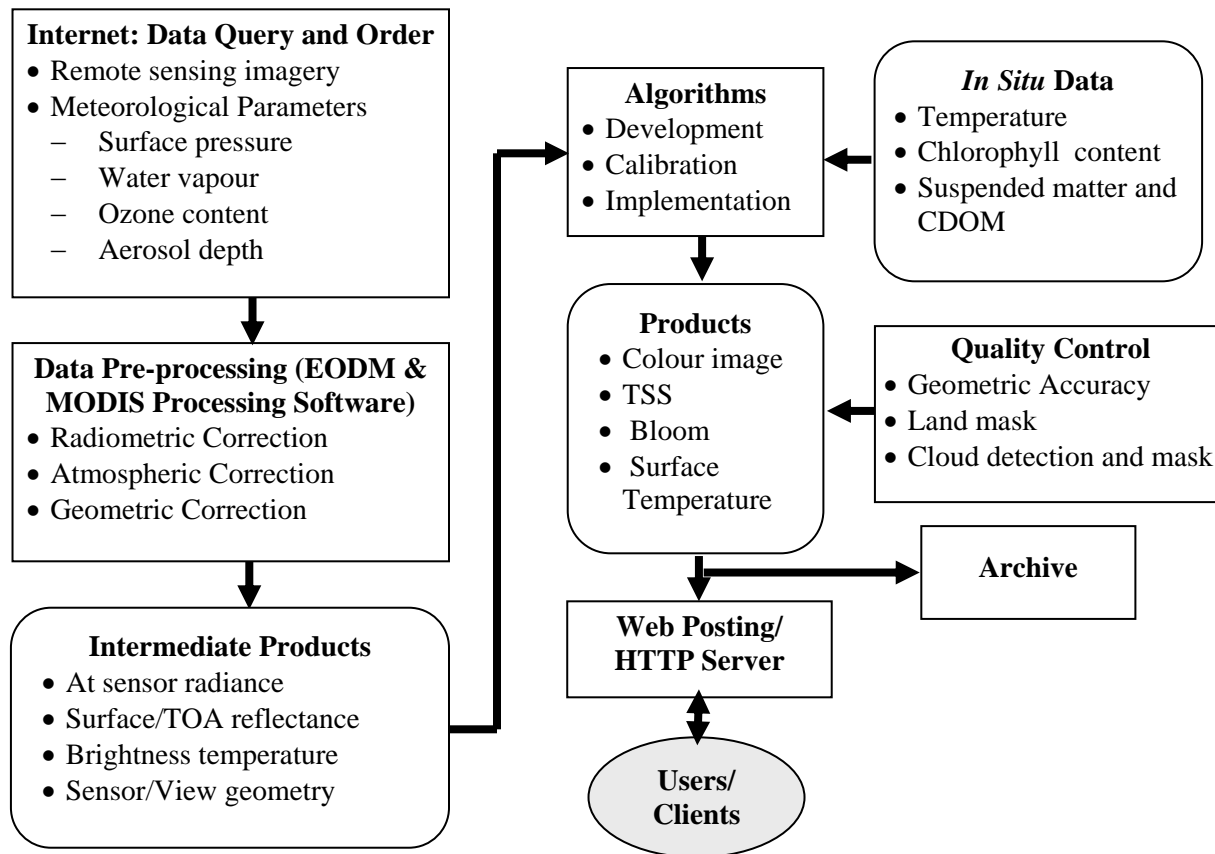 Internet: Data Query and Order
• Remote sensing imagery
• Meteorological Parameters
– Surface pressure
– Water vapour
– Ozone content
– Aerosol depth
Data Pre-processing (EODM &
MODIS Processing Software)
• Radiometric Correction
• Atmospheric Correction
• Geometric Correction
Intermediate Products
• At sensor radiance
• Surface/TOA reflectance
• Brightness temperature
• Sensor/View geometry
Algorithms
• Development
• Calibration
• Implementation
In Situ Data
• Temperature
• Chlorophyll content
• Suspended matter and
CDOM
Products
• Colour image
• TSS
• Bloom
• Surface
Temperature
Quality Control
• Geometric Accuracy
• Land mask
• Cloud detection and mask
Archive
Web Posting/
HTTP Server
Users/
Clients